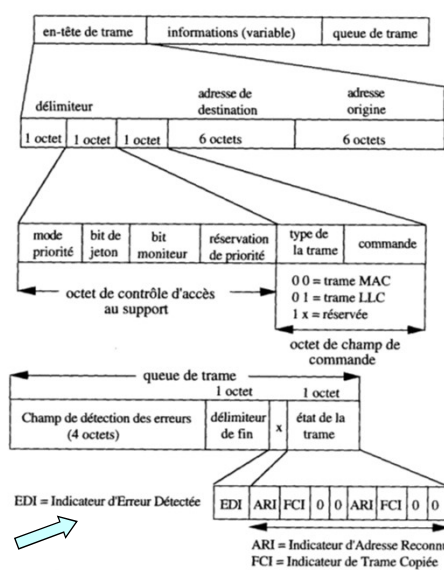 en-tête de trame informations (variable) queue de trame
délimiteur adresse de destination adresse origine
1 octet 1 octet 1 octet 6 octets 6 octets
mode priorité bit de jeton bit moniteur réservation de priorité type de la trame commande
octet de contrôle d'accès au support
0 0 = trame MAC
0 1 = trame LLC
1 x = réservée
octet de champ de commande
queue de trame
1 octet 1 octet
Champ de détection des erreurs (4 octets) délimiteur de fin x état de la trame
EDI = Indicateur d'Erreur Détectée EDI ARI FCI 0 0 ARI FCI 0 0
ARI = Indicateur d'Adresse Reconnu
FCI = Indicateur de Trame Copiée